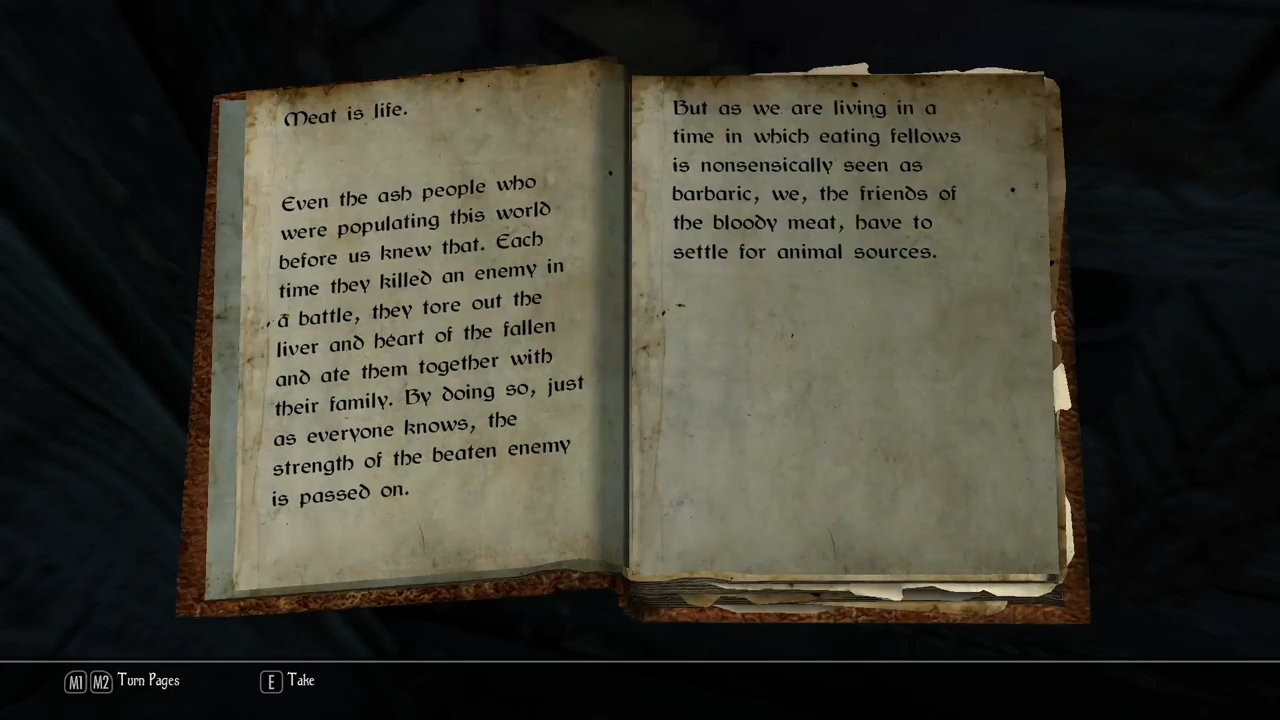 Meat is life.
Even the ash people who
were populating this world
before us knew that. Each
time they killed an enemy in
a battle, they tore out the
liver and heart of the fallen
and ate them together with
their family. By doing so, just
as everyone knows, the
strength of the beaten enemy
is passed on.
But as we are living in a
time in which eating fellows
is nonsensically seen as
barbaric, we, the friends of
the bloody meat, have to
settle for animal sources.
M1 M2 Turn Pages
E Take